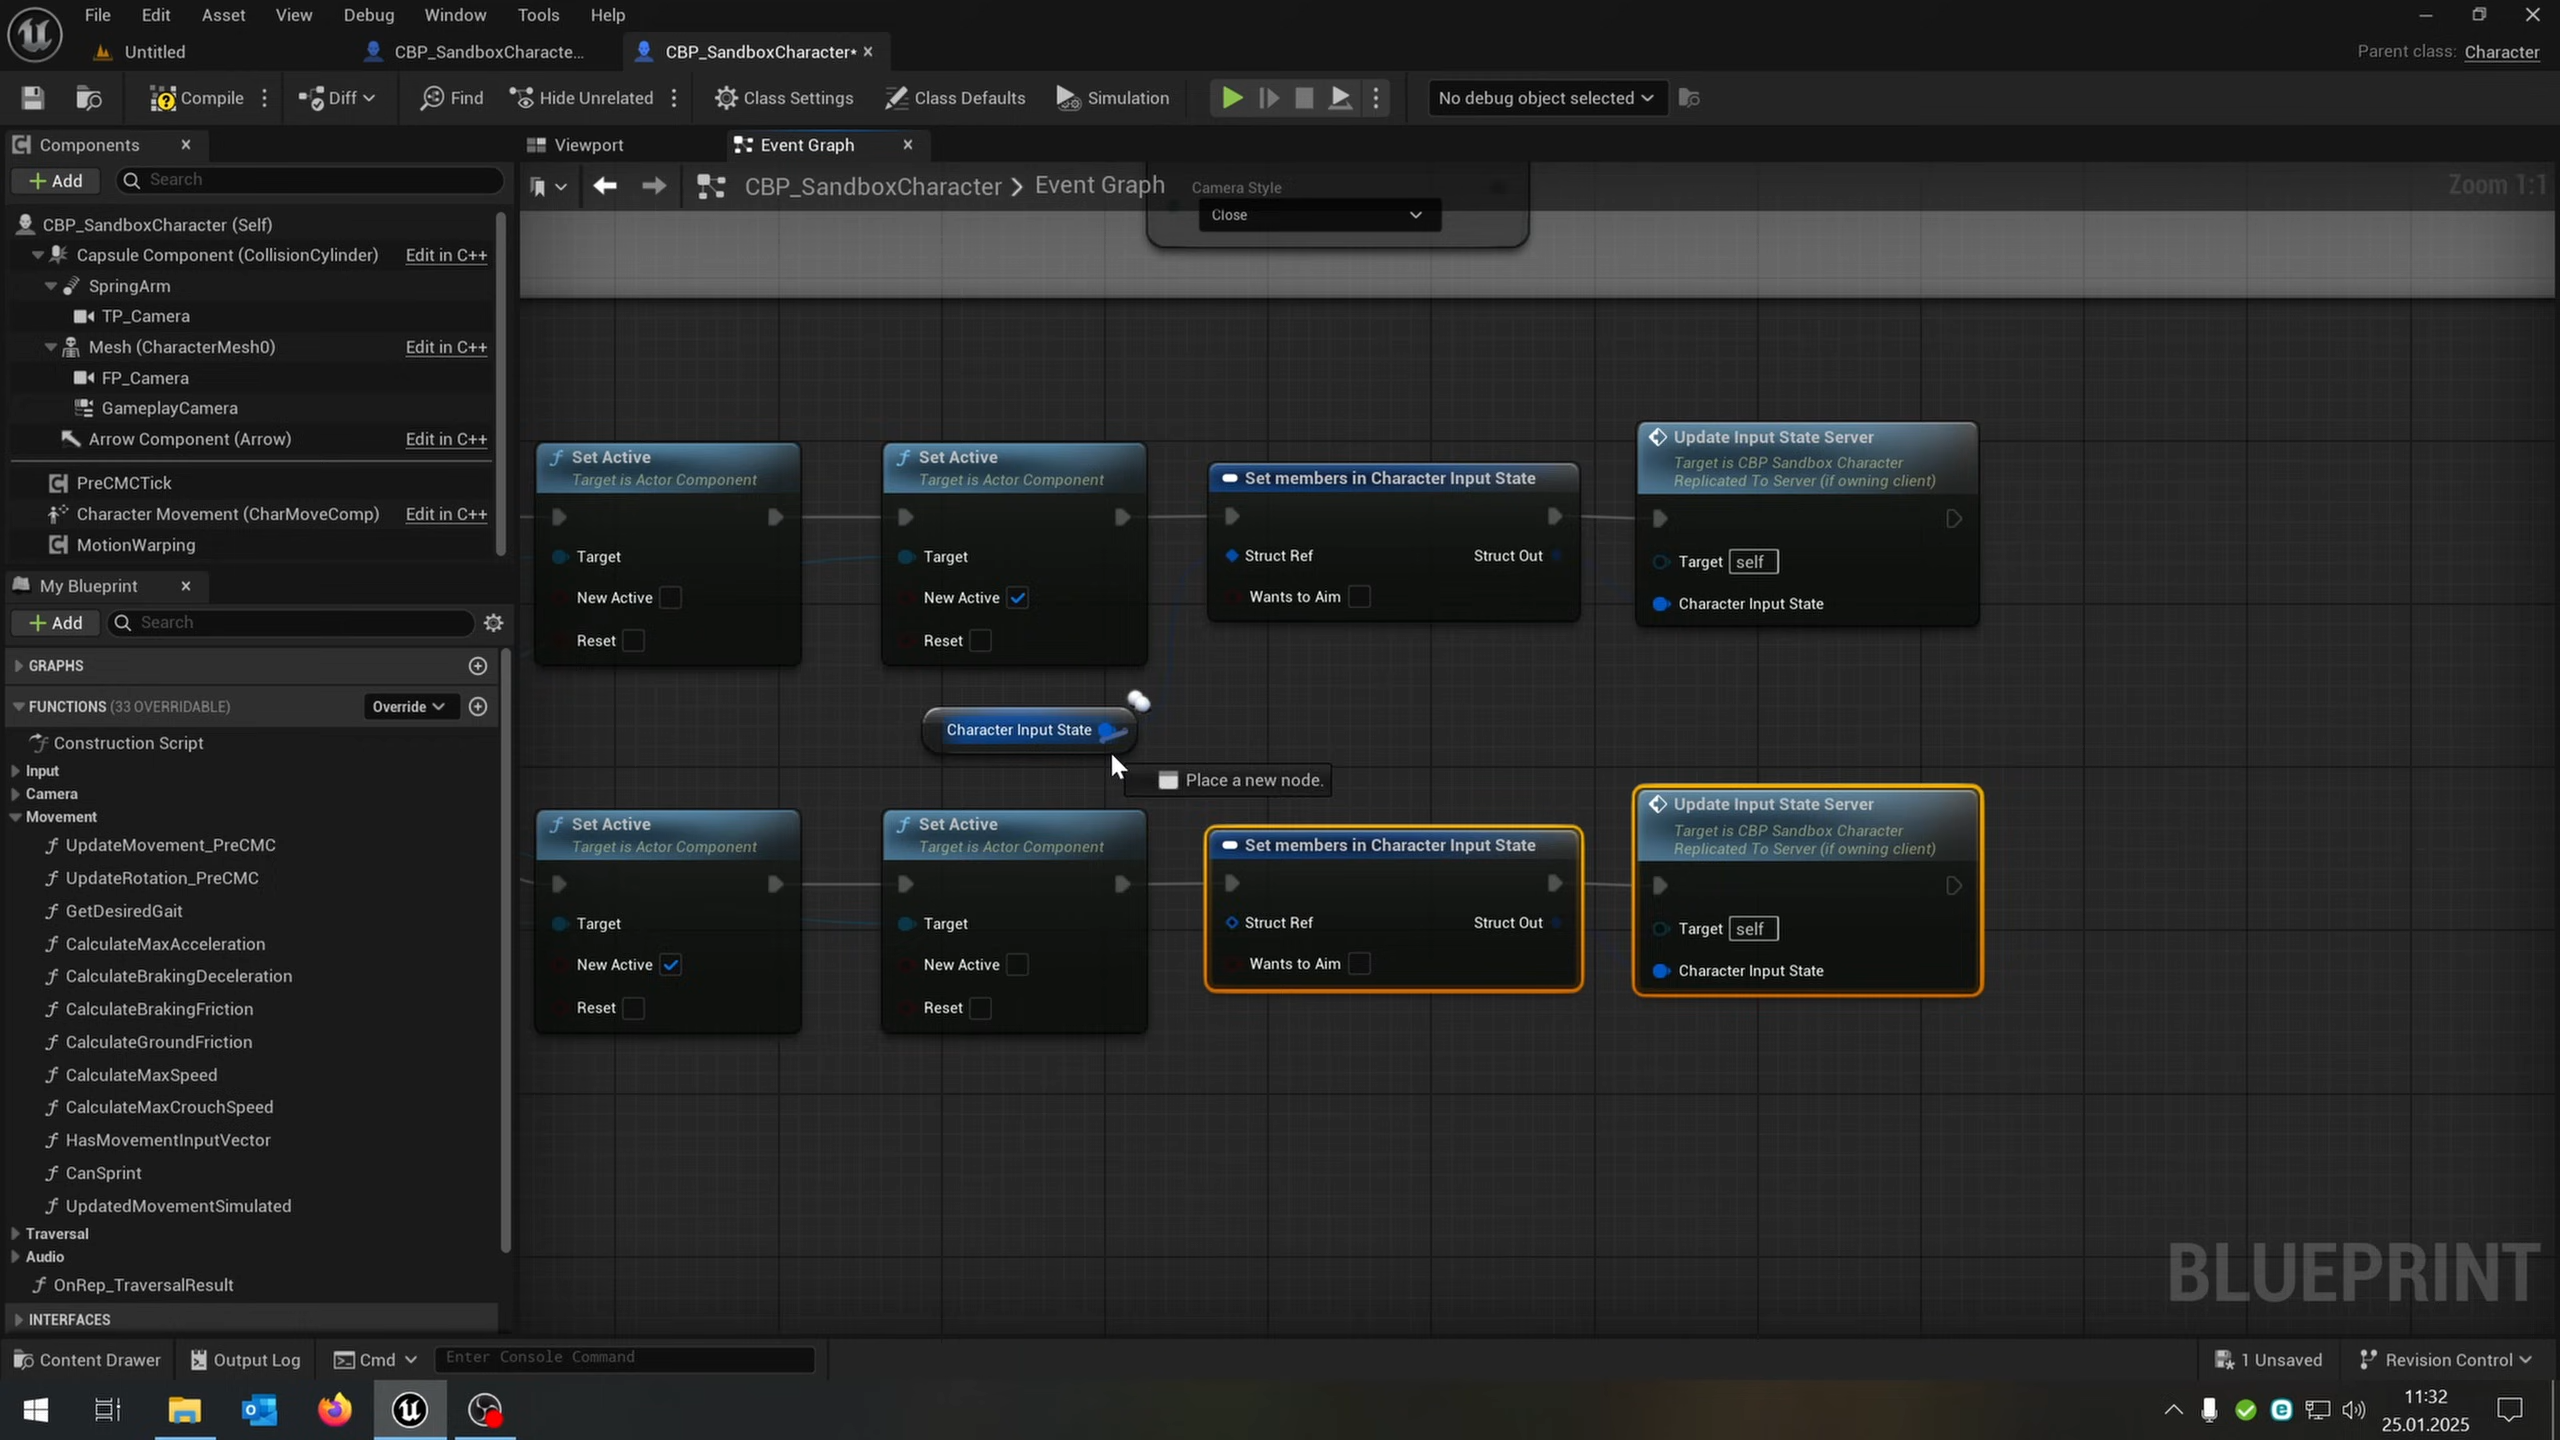 File Edit Asset View Debug Window Tools Help
Untitled CBP_SandboxCharacte... CBP_SandboxCharacter* Parent class: Character
Compile Diff Find Hide Unrelated Class Settings Class Defaults Simulation No debug object selected
Components Viewport Event Graph
Add Search CBP_SandboxCharacter > Event Graph Zoom 1:1
Camera Style
Close
CBP_SandboxCharacter (Self)
Capsule Component (CollisionCylinder) Edit in C++
SpringArm
TP_Camera
Mesh (CharacterMesh0) Edit in C++
FP_Camera
GameplayCamera
Arrow Component (Arrow) Edit in C++
PreCMCTick
Character Movement (CharMoveComp) Edit in C++
MotionWarping
My Blueprint
Add Search
GRAPHS
FUNCTIONS (33 OVERRIDABLE) Override
Construction Script
Input
Camera
Movement
UpdateMovement_PreCMC
UpdateRotation_PreCMC
GetDesiredGait
CalculateMaxAcceleration
CalculateBrakingDeceleration
CalculateBrakingFriction
CalculateGroundFriction
CalculateMaxSpeed
CalculateMaxCrouchSpeed
HasMovementInputVector
CanSprint
UpdatedMovementSimulated
Traversal
Audio
OnRep_TraversalResult
INTERFACES
Set Active
Target is Actor Component
Target
New Active
Reset
Set Active
Target is Actor Component
Target
New Active
Reset
Set members in Character Input State
Struct Ref Struct Out
Wants to Aim
Update Input State Server
Target is CBP Sandbox Character
Replicated To Server (if owning client)
Target self
Character Input State
Character Input State
Place a new node.
Set Active
Target is Actor Component
Target
New Active
Reset
Set Active
Target is Actor Component
Target
New Active
Reset
Set members in Character Input State
Struct Ref Struct Out
Wants to Aim
Update Input State Server
Target is CBP Sandbox Character
Replicated To Server (if owning client)
Target self
Character Input State
BLUEPRINT
Content Drawer Output Log Cmd Enter Console Command 1 Unsaved Revision Control
11:32
25.01.2025